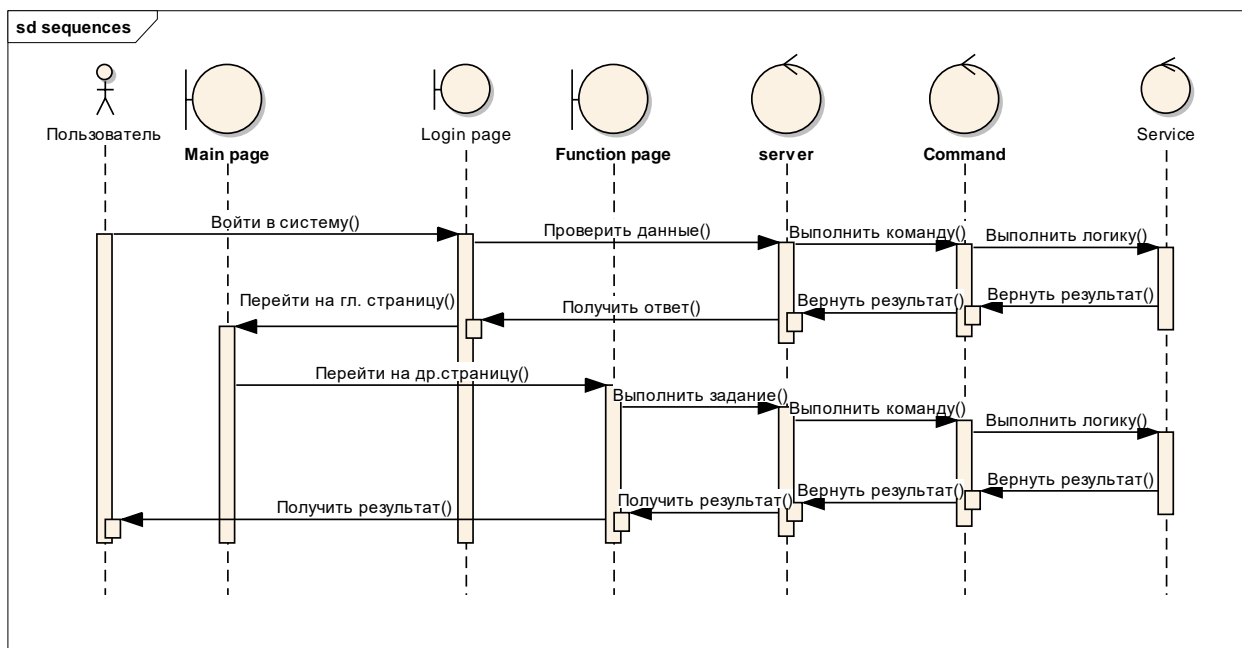 sd sequences
Пользователь
Main page
Login page
Function page
server
Command
Service
Войти в систему()
Проверить данные()
Выполнить команду()
Выполнить логику()
Перейти на гл. страницу()
Получить ответ()
Вернуть результат()
Вернуть результат()
Перейти на др.страницу()
Выполнить задание()
Выполнить команду()
Выполнить логику()
Получить результат()
Получить результат()
Вернуть результат()
Вернуть результат()